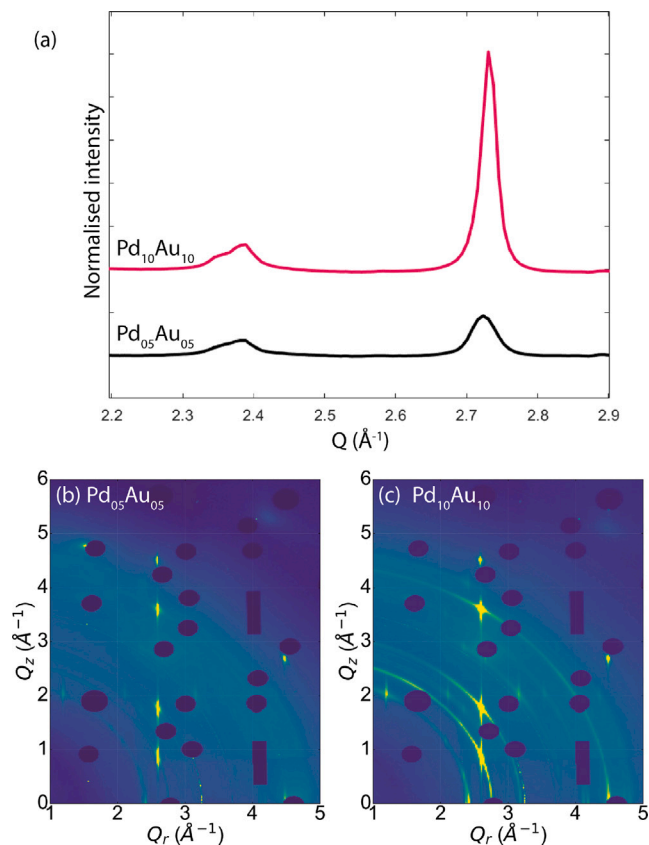 (a)
Normalised intensity
Pd10Au10
Pd05Au05
2.2 2.3 2.4 2.5 2.6 2.7 2.8 2.9
Q (Å-1)
(b) Pd05Au05
(c) Pd10Au10
6
5
4
3
2
1
0
Qz (Å−1)
1 2 3 4 5
Qr (Å−1)
6
5
4
3
2
1
0
Qz (Å−1)
1 2 3 4 5
Qr (Å−1)